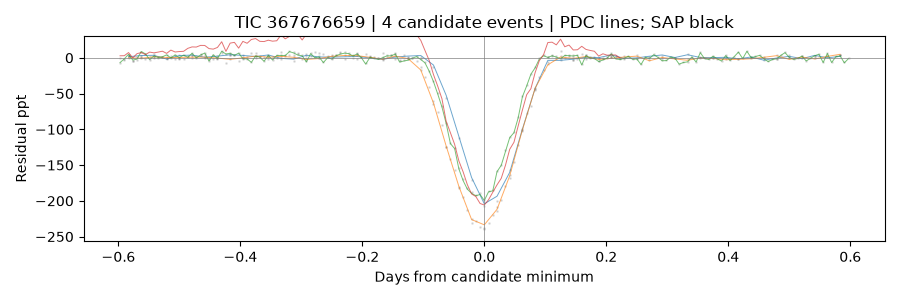 TIC 367676659 | 4 candidate events | PDC lines; SAP black
Residual ppt
0
−50
−100
−150
−200
−250
−0.6 −0.4 −0.2 0.0 0.2 0.4 0.6
Days from candidate minimum